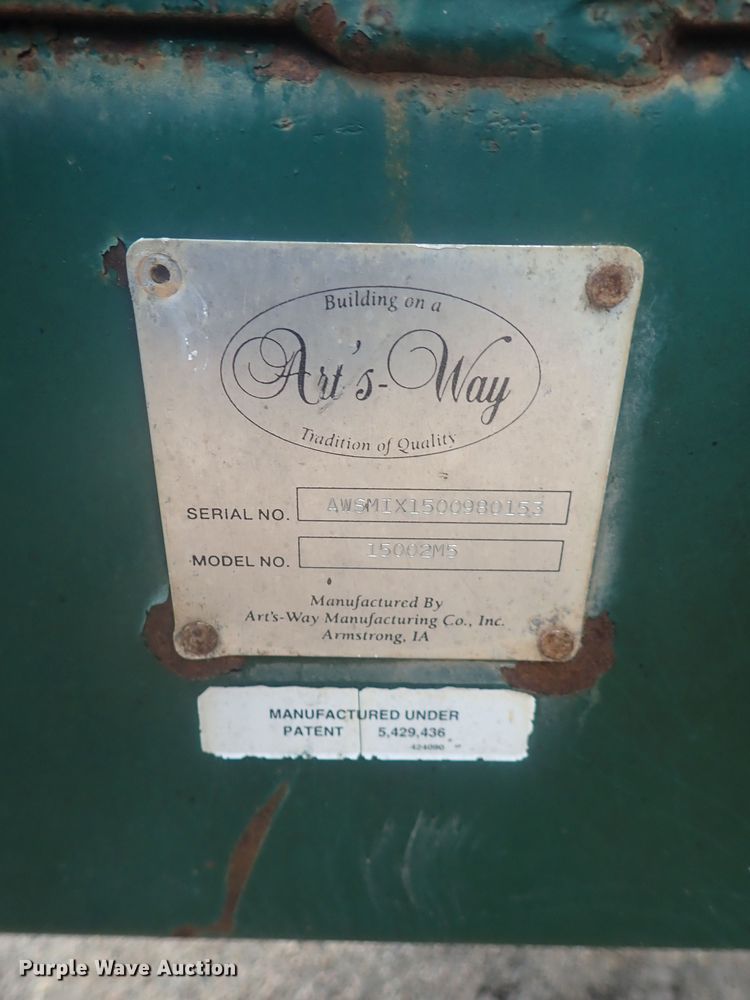 Building on a
Art's-Way
Tradition of Quality
SERIAL NO. AWSMIX1500980153
MODEL NO. 15002M5
Manufactured By
Art's-Way Manufacturing Co., Inc.
Armstrong, IA
MANUFACTURED UNDER
PATENT 5,429,436
424090
Purple Wave Auction